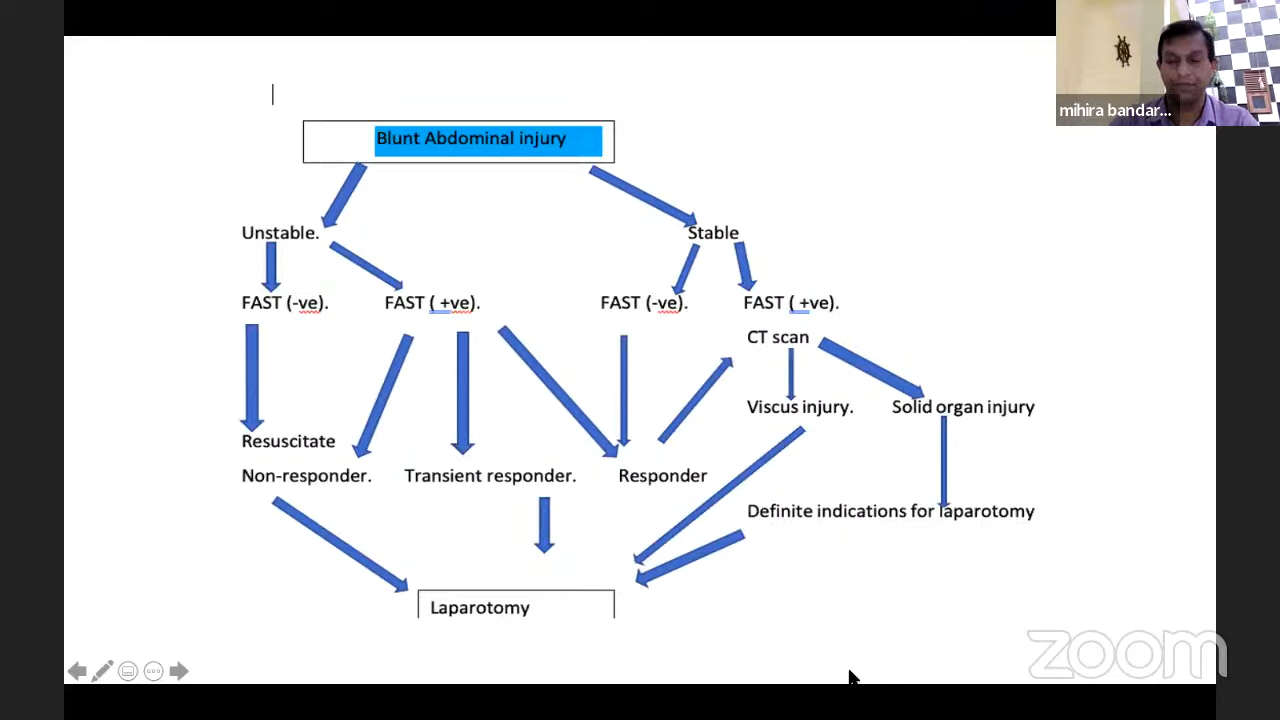 mihira bandar...
Blunt Abdominal injury
Unstable.
Stable
FAST (-ve).
FAST ( +ve).
FAST (-ve).
FAST ( +ve).
CT scan
Viscus injury.
Solid organ injury
Resuscitate
Non-responder.
Transient responder.
Responder
Definite indications for laparotomy
Laparotomy
zoom